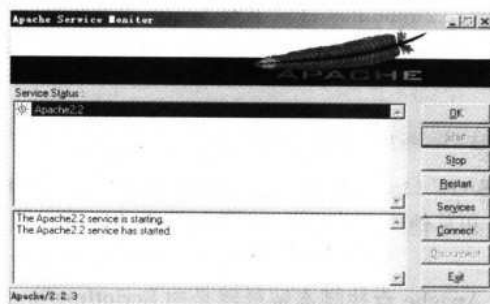 Apache Service Monitor
APACHE
Service Status :
Apache2.2
OK
Start
Stop
Restart
Services
Connect
Disconnect
Exit
The Apache2.2 service is starting.
The Apache2.2 service has started.
Apache/2.2.3